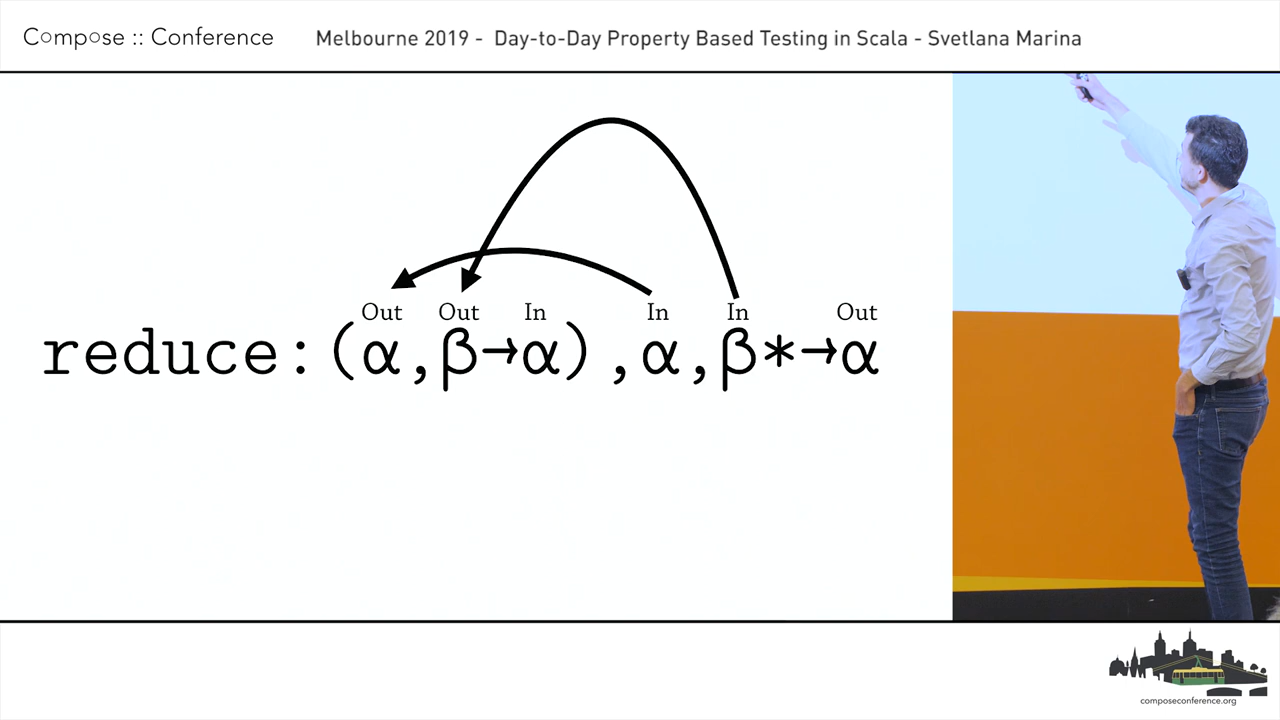 Compose :: Conference
Melbourne 2019 - Day-to-Day Property Based Testing in Scala - Svetlana Marina
Out Out In In In Out
reduce:(α,β→α),α,β*→α
composeconference.org